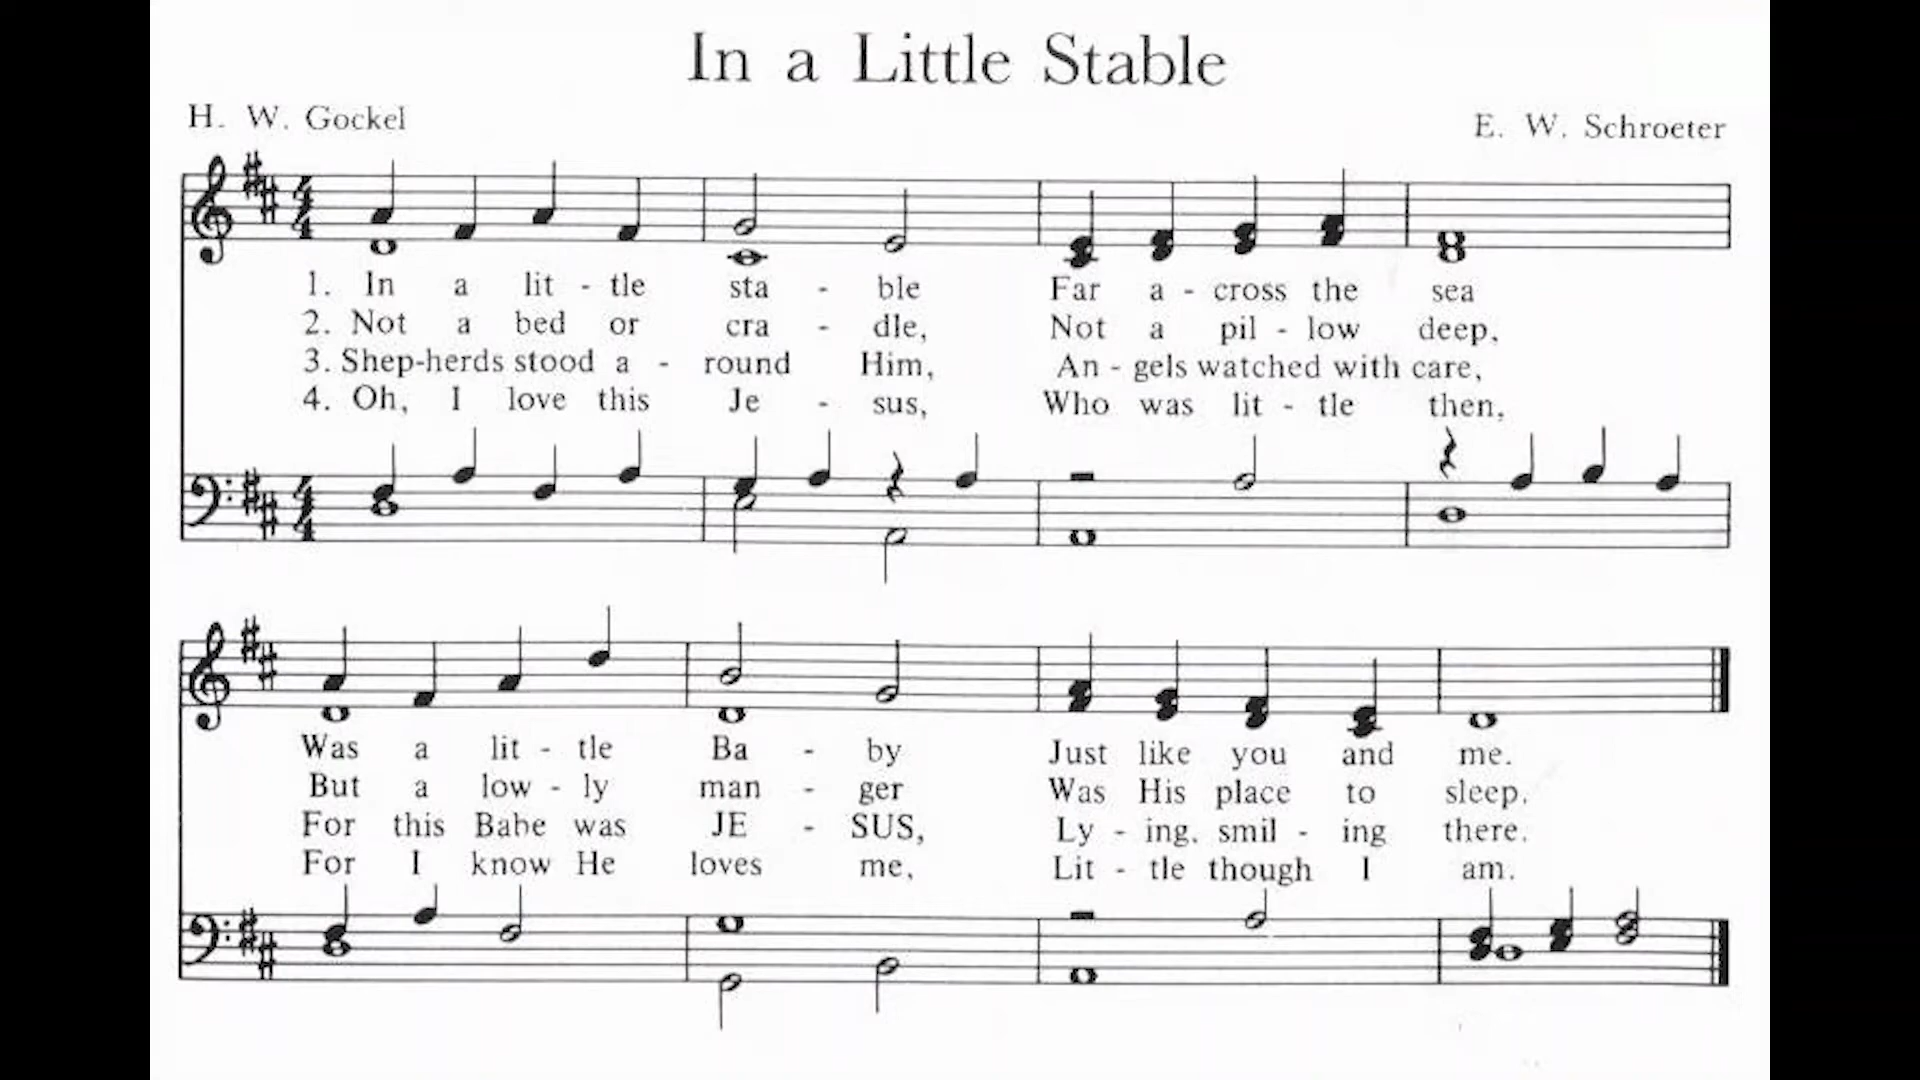 In a Little Stable
H. W. Gockel
E. W. Schroeter
4
4
1. In a lit - tle sta - ble Far a - cross the sea
2. Not a bed or cra - dle, Not a pil - low deep,
3. Shep-herds stood a - round Him, An - gels watched with care,
4. Oh, I love this Je - sus, Who was lit - tle then,
4
4
Was a lit - tle Ba - by Just like you and me.
But a low - ly man - ger Was His place to sleep.
For this Babe was JE - SUS, Ly - ing, smil - ing there.
For I know He loves me, Lit - tle though I am.